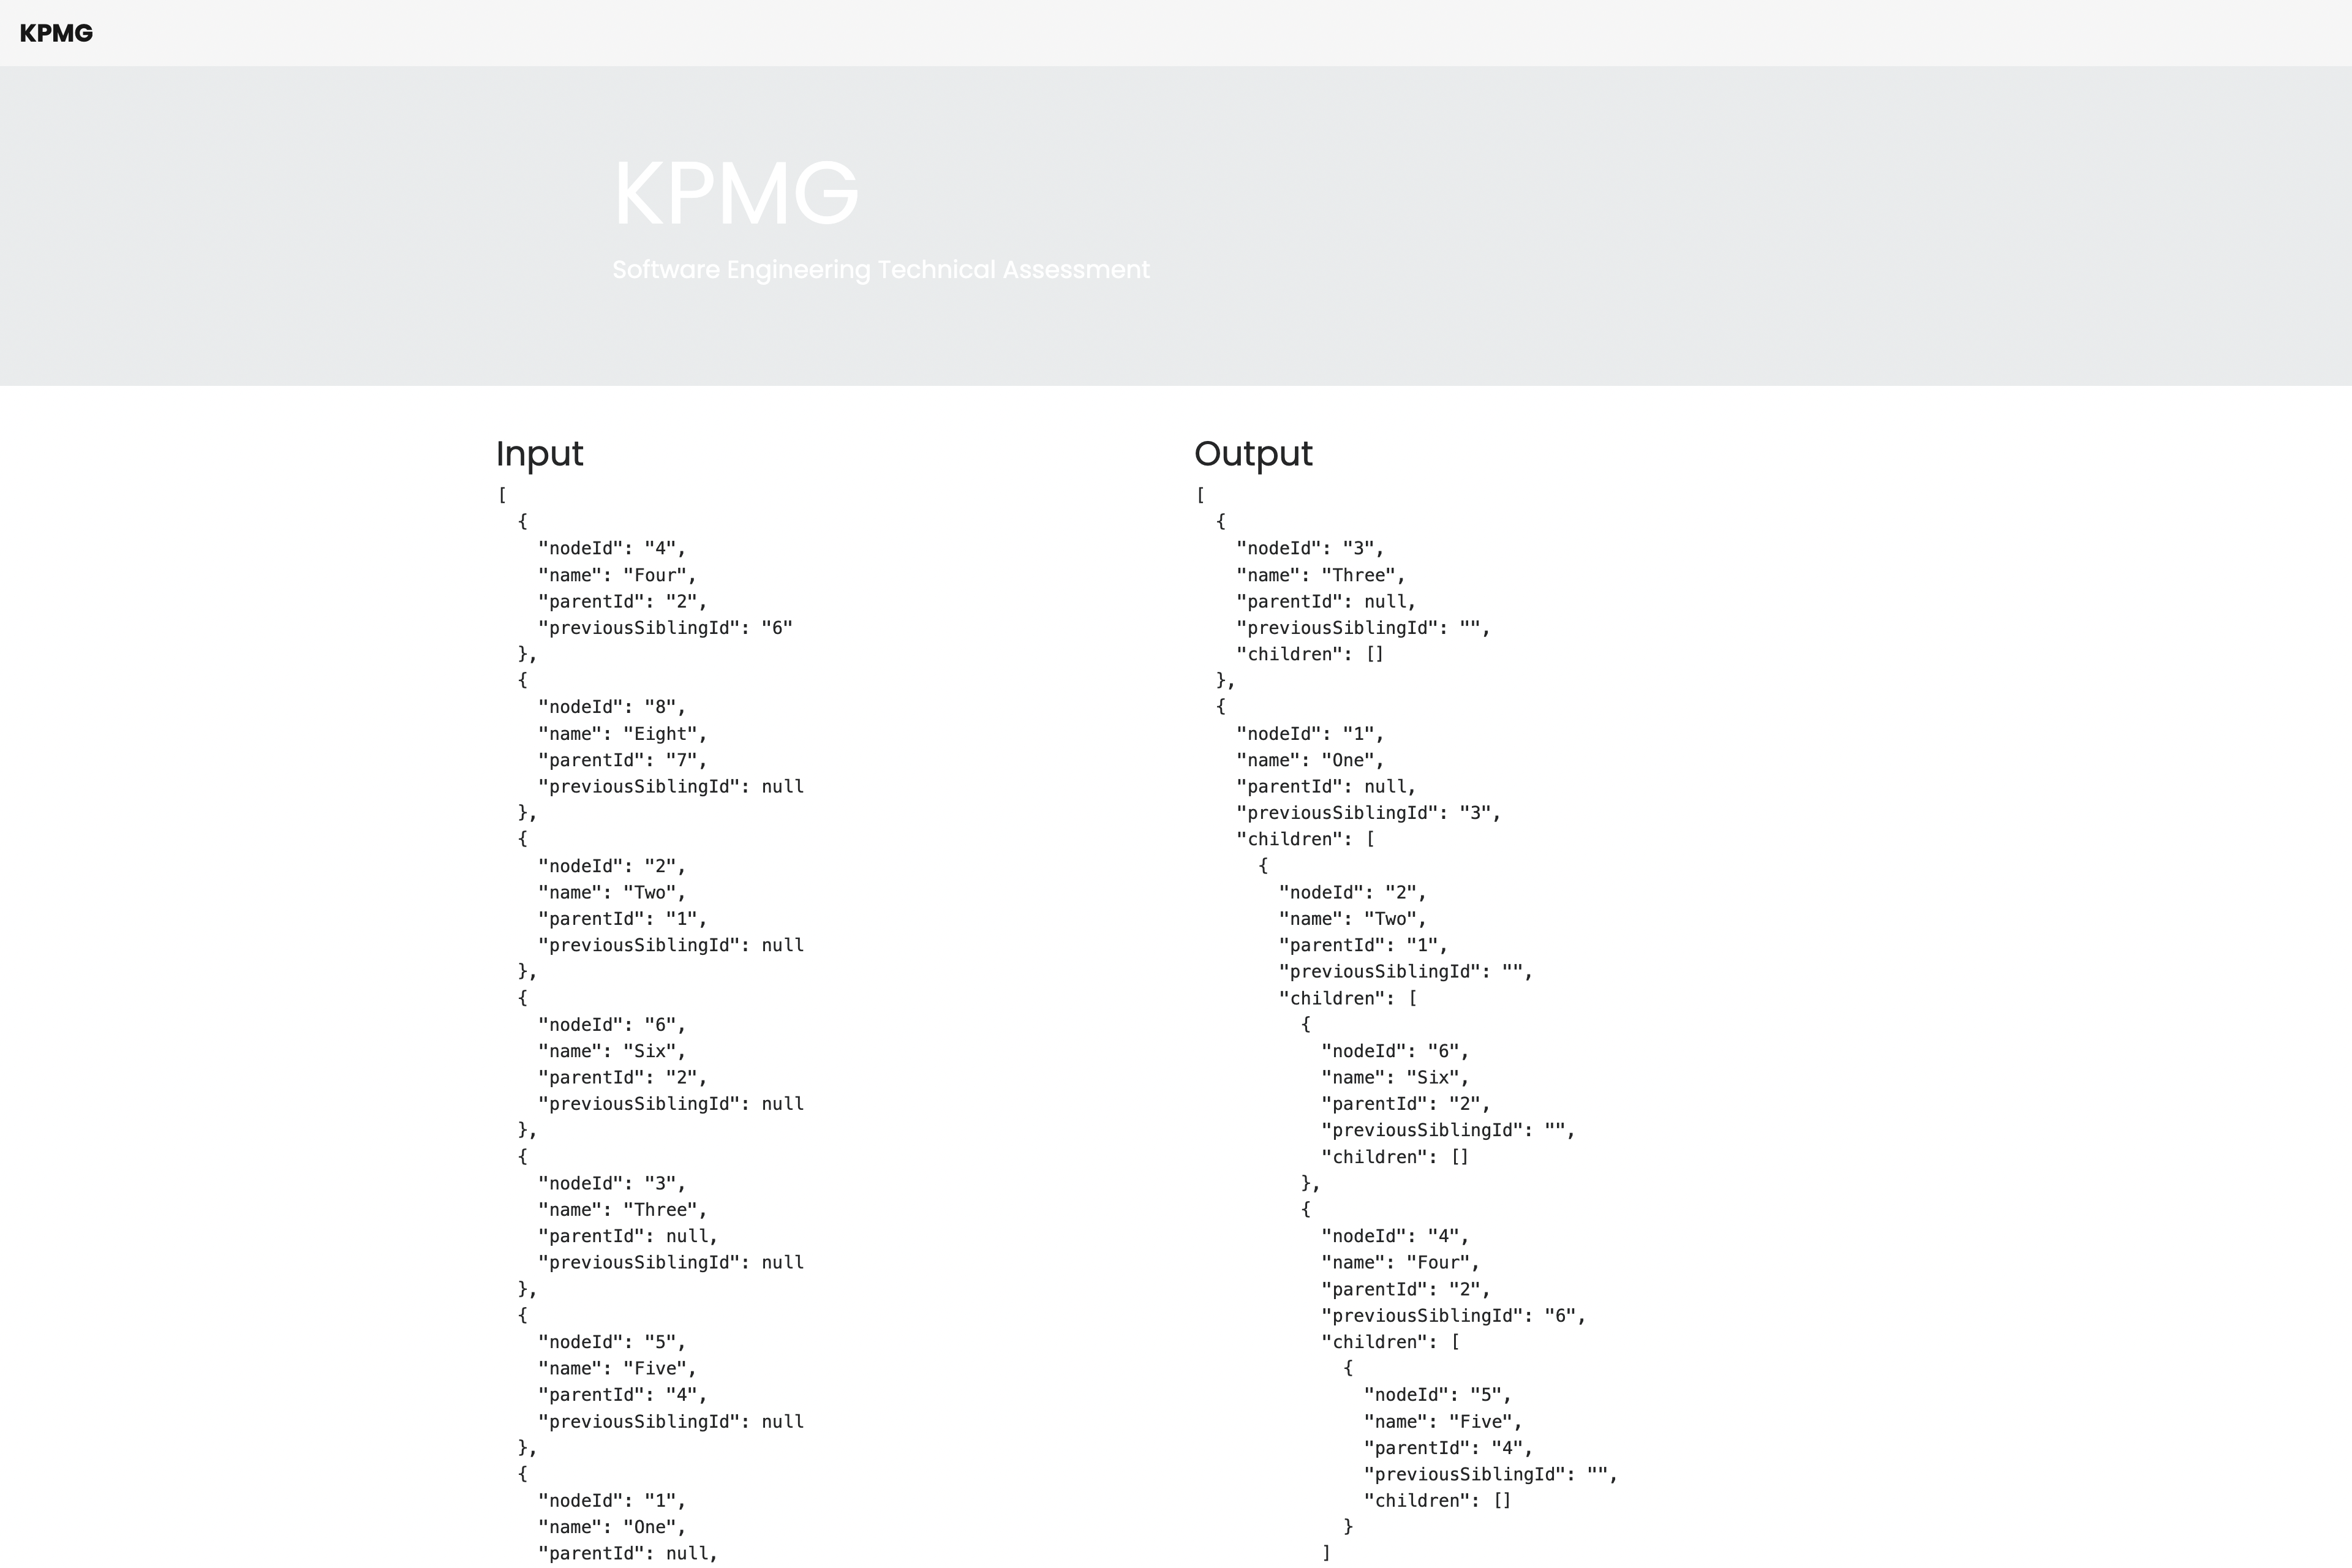 KPMG
KPMG
Software Engineering Technical Assessment
Input
[
  {
    "nodeId": "4",
    "name": "Four",
    "parentId": "2",
    "previousSiblingId": "6"
  },
  {
    "nodeId": "8",
    "name": "Eight",
    "parentId": "7",
    "previousSiblingId": null
  },
  {
    "nodeId": "2",
    "name": "Two",
    "parentId": "1",
    "previousSiblingId": null
  },
  {
    "nodeId": "6",
    "name": "Six",
    "parentId": "2",
    "previousSiblingId": null
  },
  {
    "nodeId": "3",
    "name": "Three",
    "parentId": null,
    "previousSiblingId": null
  },
  {
    "nodeId": "5",
    "name": "Five",
    "parentId": "4",
    "previousSiblingId": null
  },
  {
    "nodeId": "1",
    "name": "One",
    "parentId": null,
Output
[
  {
    "nodeId": "3",
    "name": "Three",
    "parentId": null,
    "previousSiblingId": "",
    "children": []
  },
  {
    "nodeId": "1",
    "name": "One",
    "parentId": null,
    "previousSiblingId": "3",
    "children": [
      {
        "nodeId": "2",
        "name": "Two",
        "parentId": "1",
        "previousSiblingId": "",
        "children": [
          {
            "nodeId": "6",
            "name": "Six",
            "parentId": "2",
            "previousSiblingId": "",
            "children": []
          },
          {
            "nodeId": "4",
            "name": "Four",
            "parentId": "2",
            "previousSiblingId": "6",
            "children": [
              {
                "nodeId": "5",
                "name": "Five",
                "parentId": "4",
                "previousSiblingId": "",
                "children": []
              }
            ]